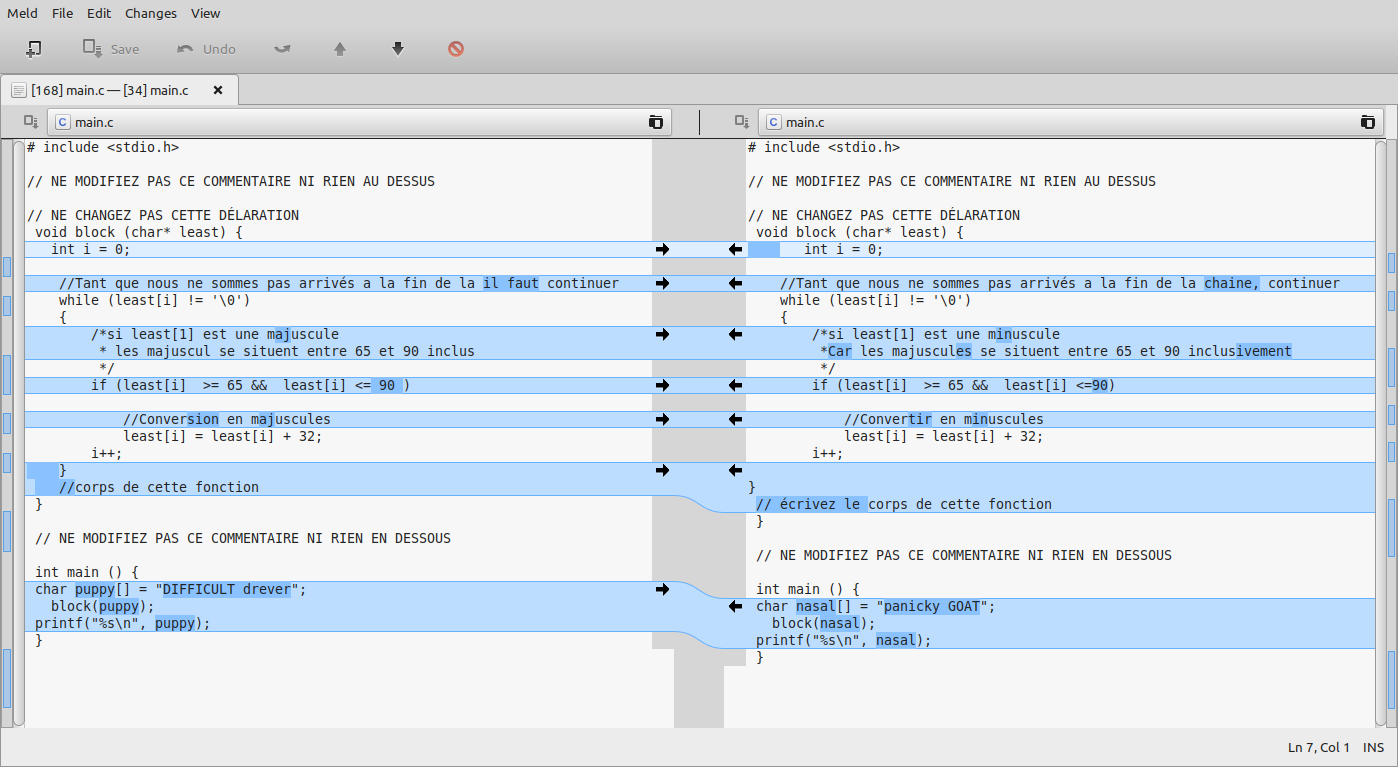 Meld File Edit Changes View
Save Undo
[168] main.c — [34] main.c
main.c
# include <stdio.h>
// NE MODIFIEZ PAS CE COMMENTAIRE NI RIEN AU DESSUS
// NE CHANGEZ PAS CETTE DÉLARATION
void block (char* least) {
int i = 0;
//Tant que nous ne sommes pas arrivés a la fin de la il faut continuer
while (least[i] != '\0')
{
/*si least[1] est une majuscule
* les majuscul se situent entre 65 et 90 inclus
*/
if (least[i]  >= 65 &&  least[i] <= 90 )
//Conversion en majuscules
least[i] = least[i] + 32;
i++;
}
//corps de cette fonction
}
// NE MODIFIEZ PAS CE COMMENTAIRE NI RIEN EN DESSOUS
int main () {
char puppy[] = "DIFFICULT drever";
block(puppy);
printf("%s\n", puppy);
}
main.c
# include <stdio.h>
// NE MODIFIEZ PAS CE COMMENTAIRE NI RIEN AU DESSUS
// NE CHANGEZ PAS CETTE DÉLARATION
void block (char* least) {
int i = 0;
//Tant que nous ne sommes pas arrivés a la fin de la chaine, continuer
while (least[i] != '\0')
{
/*si least[1] est une minuscule
*Car les majuscules se situent entre 65 et 90 inclusivement
*/
if (least[i]  >= 65 &&  least[i] <=90)
//Convertir en minuscules
least[i] = least[i] + 32;
i++;
}
// écrivez le corps de cette fonction
}
// NE MODIFIEZ PAS CE COMMENTAIRE NI RIEN EN DESSOUS
int main () {
char nasal[] = "panicky GOAT";
block(nasal);
printf("%s\n", nasal);
}
Ln 7, Col 1 INS